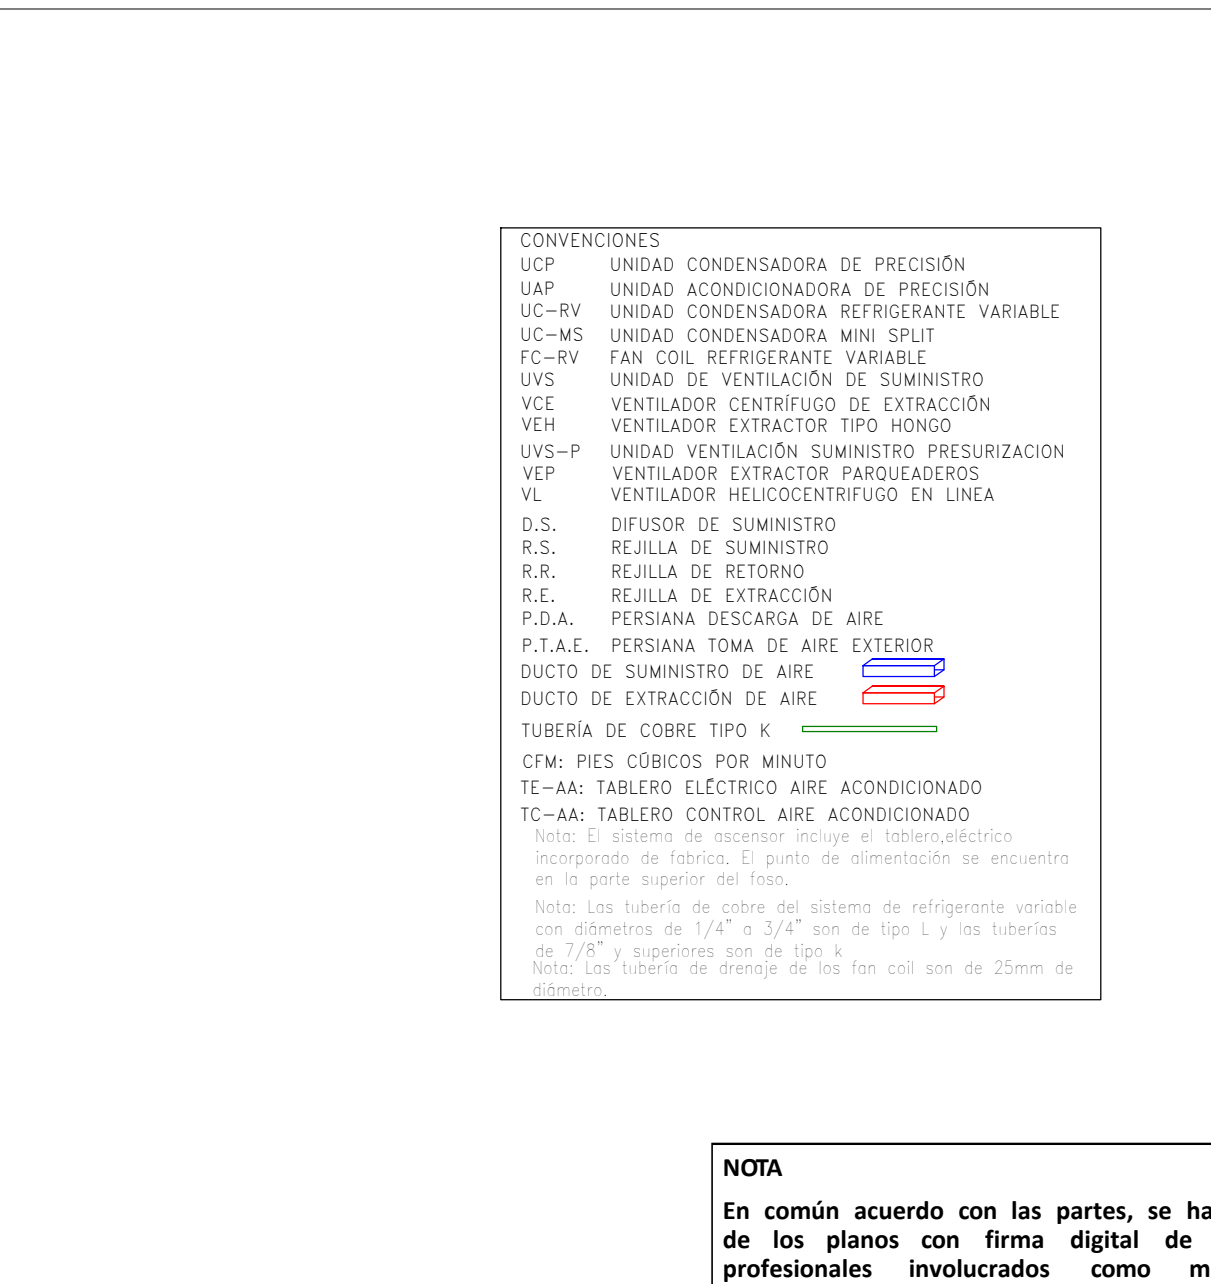 CONVENCIONES
UCP UNIDAD CONDENSADORA DE PRECISIÓN
UAP UNIDAD ACONDICIONADORA DE PRECISIÓN
UC-RV UNIDAD CONDENSADORA REFRIGERANTE VARIABLE
UC-MS UNIDAD CONDENSADORA MINI SPLIT
FC-RV FAN COIL REFRIGERANTE VARIABLE
UVS UNIDAD DE VENTILACIÓN DE SUMINISTRO
VCE VENTILADOR CENTRÍFUGO DE EXTRACCIÓN
VEH VENTILADOR EXTRACTOR TIPO HONGO
UVS-P UNIDAD VENTILACIÓN SUMINISTRO PRESURIZACION
VEP VENTILADOR EXTRACTOR PARQUEADEROS
VL VENTILADOR HELICOCENTRIFUGO EN LINEA
D.S. DIFUSOR DE SUMINISTRO
R.S. REJILLA DE SUMINISTRO
R.R. REJILLA DE RETORNO
R.E. REJILLA DE EXTRACCIÓN
P.D.A. PERSIANA DESCARGA DE AIRE
P.T.A.E. PERSIANA TOMA DE AIRE EXTERIOR
DUCTO DE SUMINISTRO DE AIRE
DUCTO DE EXTRACCIÓN DE AIRE
TUBERÍA DE COBRE TIPO K
CFM: PIES CÚBICOS POR MINUTO
TE-AA: TABLERO ELÉCTRICO AIRE ACONDICIONADO
TC-AA: TABLERO CONTROL AIRE ACONDICIONADO
Nota: El sistema de ascensor incluye el tablero,eléctrico
incorporado de fabrica. El punto de alimentación se encuentra
en la parte superior del foso.
Nota: Las tubería de cobre del sistema de refrigerante variable
con diámetros de 1/4" a 3/4" son de tipo L y las tuberías
de 7/8" y superiores son de tipo k
Nota: Las tubería de drenaje de los fan coil son de 25mm de
diámetro.
NOTA
En común acuerdo con las partes, se ha
de los planos con firma digital de
profesionales involucrados como m